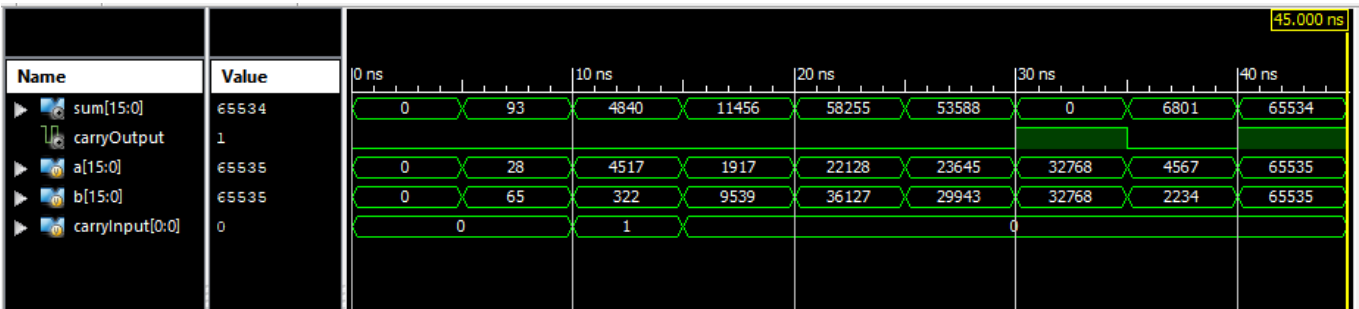 45.000 ns
Name Value 0 ns 10 ns 20 ns 30 ns 40 ns
sum[15:0] 65534 0 93 4840 11456 58255 53588 0 6801 65534
carryOutput 1
a[15:0] 65535 0 28 4517 1917 22128 23645 32768 4567 65535
b[15:0] 65535 0 65 322 9539 36127 29943 32768 2234 65535
carryInput[0:0] 0 0 1 0